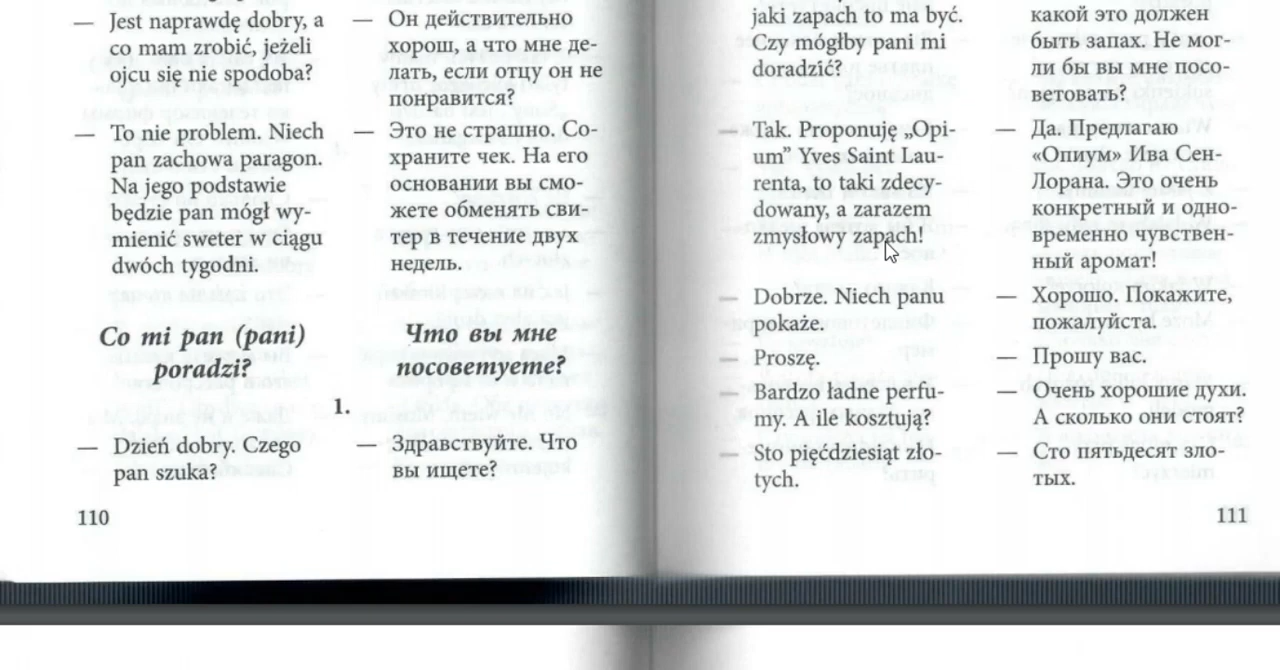 — Jest naprawdę dobry, a
co mam zrobić, jeżeli
ojcu się nie spodoba?
— To nie problem. Niech
pan zachowa paragon.
Na jego podstawie
będzie pan mógł wy-
mienić sweter w ciągu
dwóch tygodni.
— Он действительно
хорош, а что мне де-
лать, если отцу он не
понравится?
— Это не страшно. Со-
храните чек. На его
основании вы смо-
жете обменять сви-
тер в течение двух
недель.
Co mi pan (pani)
poradzi?
Что вы мне
посоветуете?
1.
— Dzień dobry. Czego
pan szuka?
— Здравствуйте. Что
вы ищете?
110
jaki zapach to ma być.
Czy mógłby pani mi
doradzić?
— Tak. Proponuję „Opi-
um” Yves Saint Lau-
renta, to taki zdecy-
dowany, a zarazem
zmysłowy zapach!
— Dobrze. Niech panu
pokaże.
— Proszę.
— Bardzo ładne perfu-
my. A ile kosztują?
— Sto pięćdziesiąt zło-
tych.
какой это должен
быть запах. Не мог-
ли бы вы мне посо-
ветовать?
— Да. Предлагаю
«Опиум» Ива Сен-
Лорана. Это очень
конкретный и одно-
временно чувствен-
ный аромат!
— Хорошо. Покажите,
пожалуйста.
— Прошу вас.
— Очень хорошие духи.
А сколько они стоят?
— Сто пятьдесят зло-
тых.
111